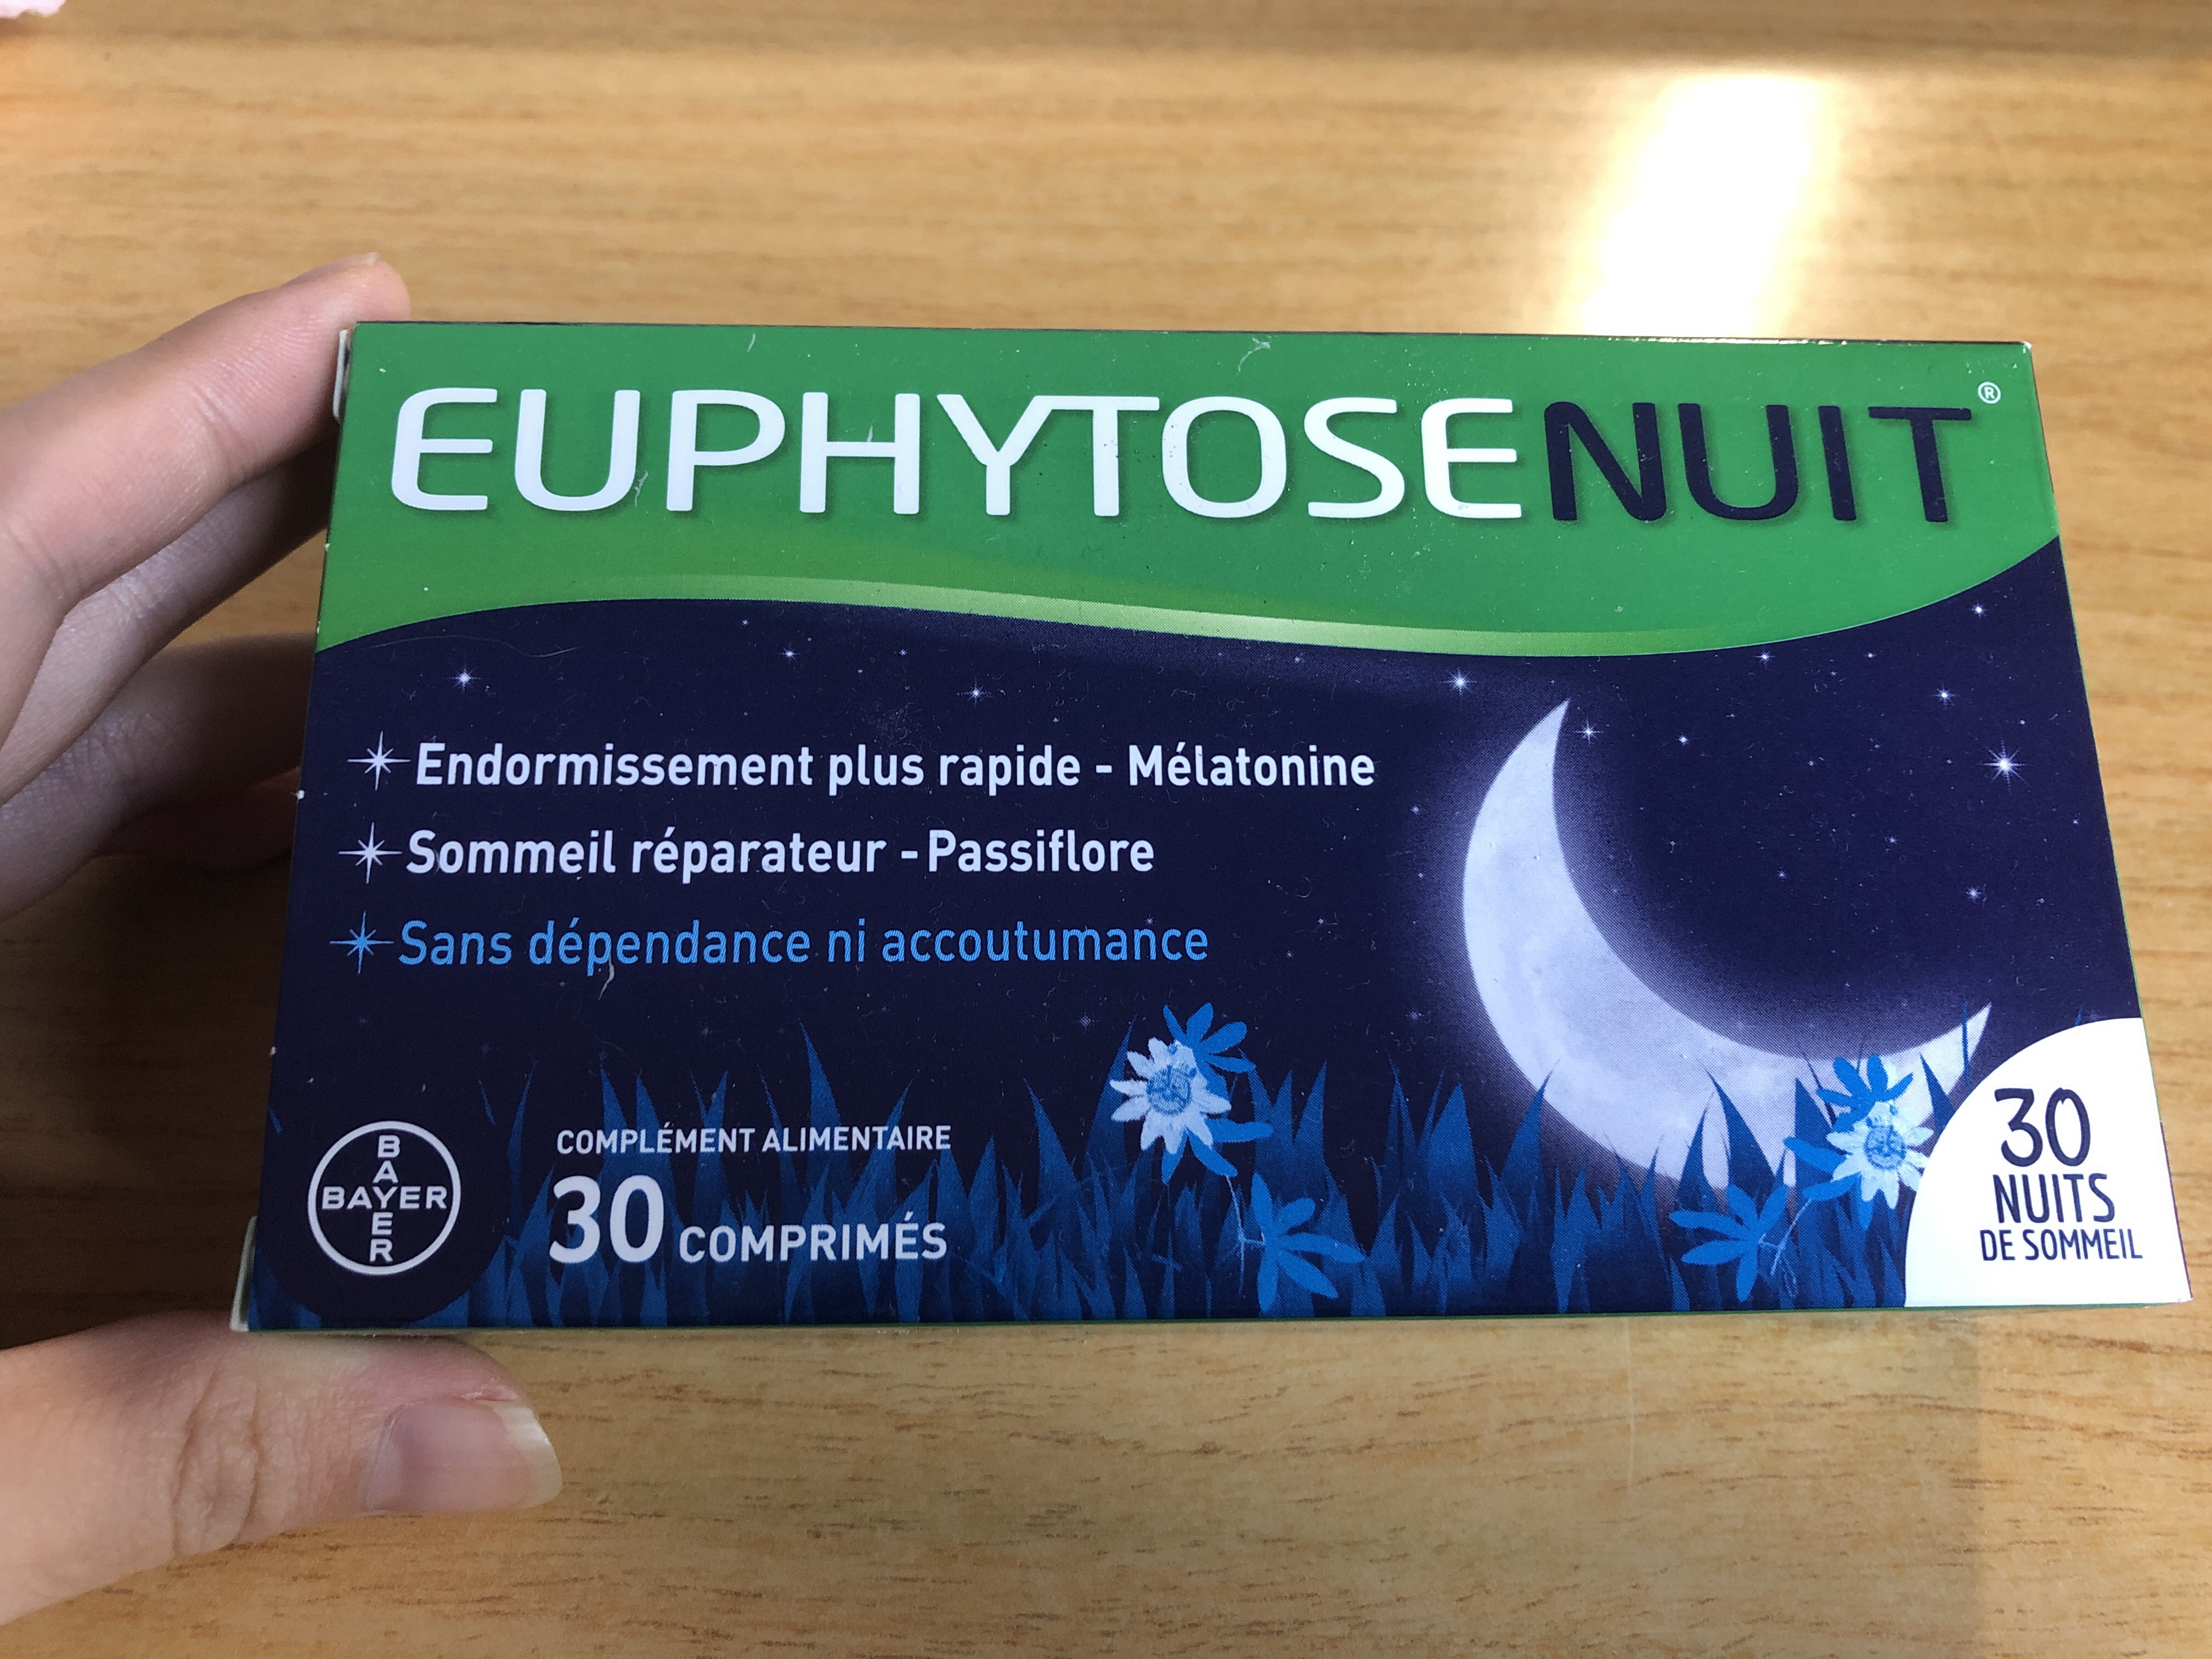 EUPHYTOSENUIT®
Endormissement plus rapide - Mélatonine
Sommeil réparateur - Passiflore
Sans dépendance ni accoutumance
BAYER
BAYER
COMPLÉMENT ALIMENTAIRE
30 COMPRIMÉS
30
NUITS
DE SOMMEIL